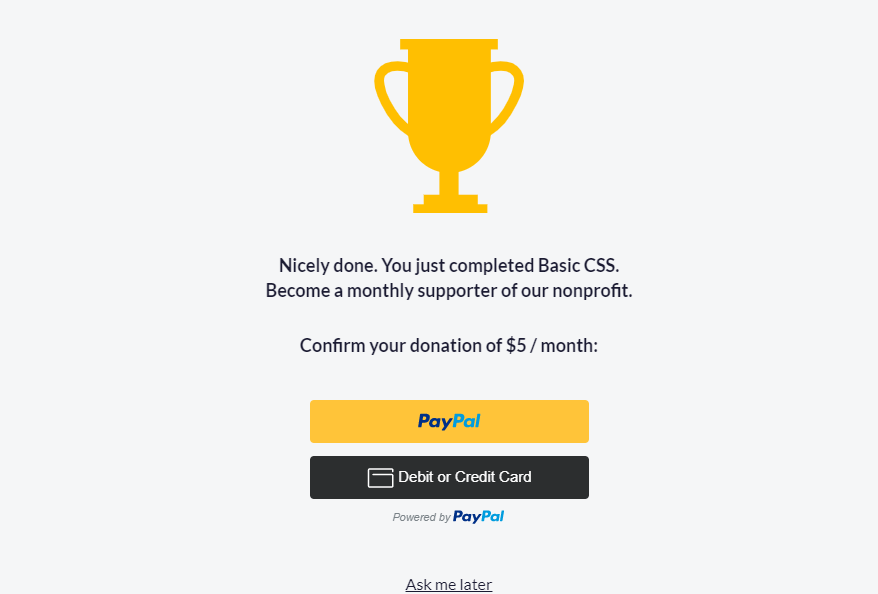 Nicely done. You just completed Basic CSS.
Become a monthly supporter of our nonprofit.
Confirm your donation of $5 / month:
PayPal
Debit or Credit Card
Powered by PayPal
Ask me later